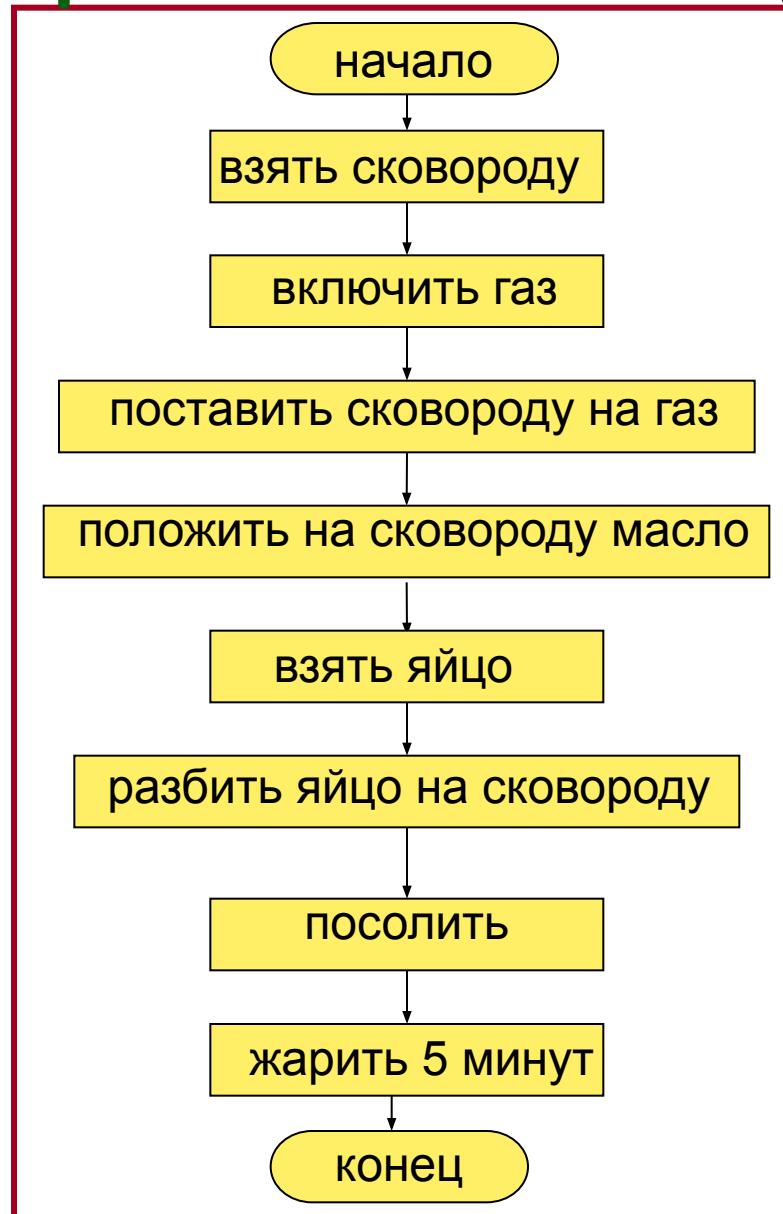 начало
взять сковороду
включить газ
поставить сковороду на газ
положить на сковороду масло
взять яйцо
разбить яйцо на сковороду
посолить
жарить 5 минут
конец